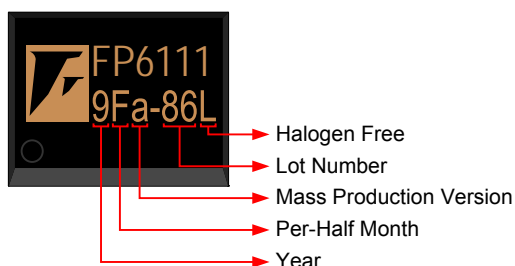 FP6111
9Fa-86L
Halogen Free
Lot Number
Mass Production Version
Per-Half Month
Year